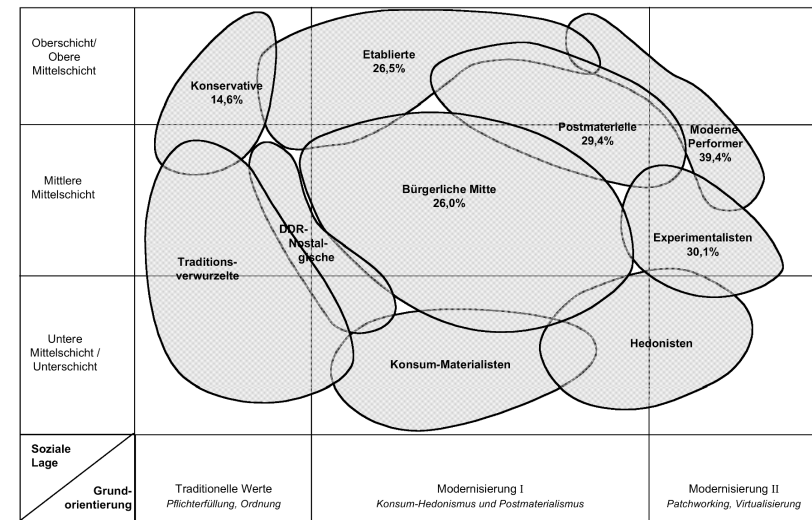 Oberschicht/
Obere
Mittelschicht
Etablierte
26,5%
Konservative
14,6%
Postmaterielle
29,4%
Moderne
Performer
39,4%
Mittlere
Mittelschicht
Bürgerliche Mitte
26,0%
DDR-
Nostal-
gische
Traditions-
verwurzelte
Experimentalisten
30,1%
Untere
Mittelschicht /
Unterschicht
Konsum-Materialisten
Hedonisten
Soziale
Lage
Grund-
orientierung
Traditionelle Werte
Pflichterfüllung, Ordnung
Modernisierung I
Konsum-Hedonismus und Postmaterialismus
Modernisierung II
Patchworking, Virtualisierung